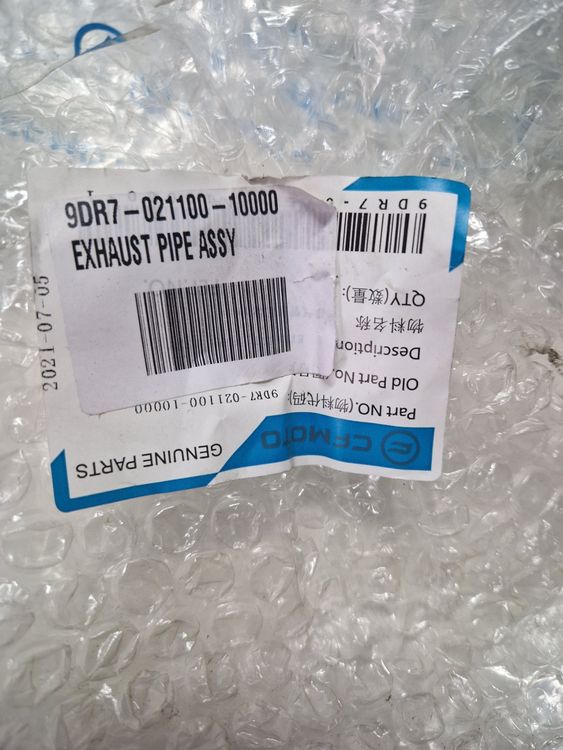 9DR7-021100-10000
EXHAUST PIPE ASSY
2021-07-05
CFMOTO
GENUINE PARTS
Part NO.(物料代码):
9DR7-021100-10000
Old Part No.
Description
物料名称
QTY(数量):
9DR7-